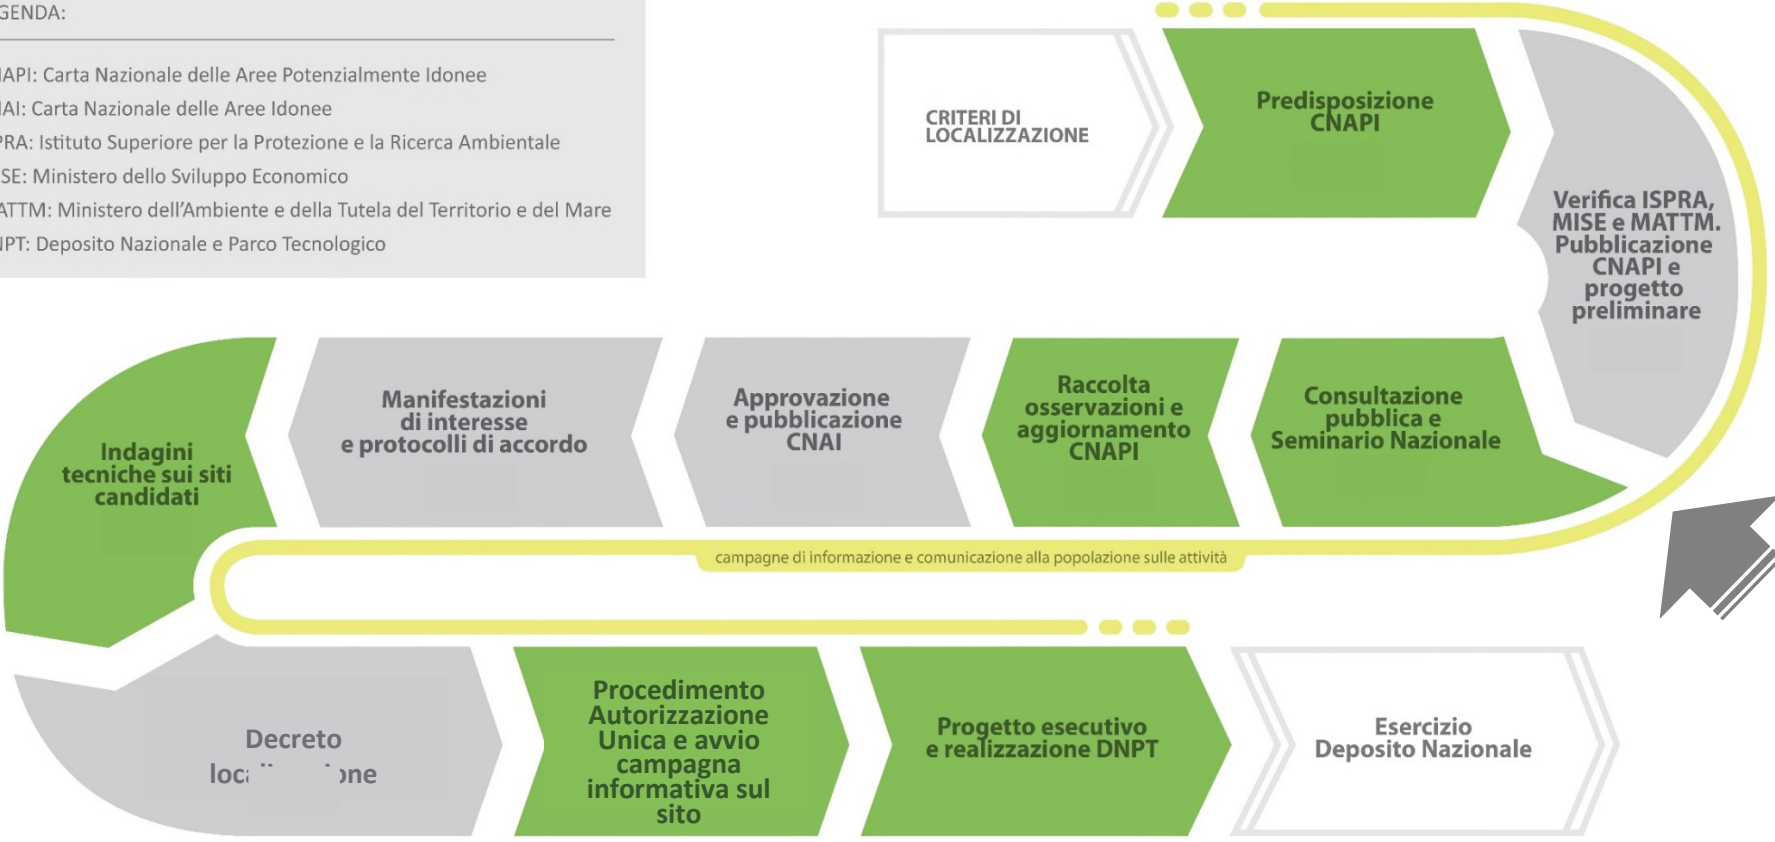 GENDA:
NAPI: Carta Nazionale delle Aree Potenzialmente Idonee
NAI: Carta Nazionale delle Aree Idonee
PRA: Istituto Superiore per la Protezione e la Ricerca Ambientale
SE: Ministero dello Sviluppo Economico
ATTM: Ministero dell'Ambiente e della Tutela del Territorio e del Mare
NPT: Deposito Nazionale e Parco Tecnologico
CRITERI DI
LOCALIZZAZIONE
Predisposizione
CNAPI
Verifica ISPRA,
MISE e MATTM.
Pubblicazione
CNAPI e
progetto
preliminare
Consultazione
pubblica e
Seminario Nazionale
Raccolta
osservazioni e
aggiornamento
CNAPI
Approvazione
e pubblicazione
CNAI
Manifestazioni
di interesse
e protocolli di accordo
Indagini
tecniche sui siti
candidati
campagne di informazione e comunicazione alla popolazione sulle attività
Decreto
Procedimento
Autorizzazione
Unica e avvio
campagna
informativa sul
sito
Progetto esecutivo
e realizzazione DNPT
Esercizio
Deposito Nazionale